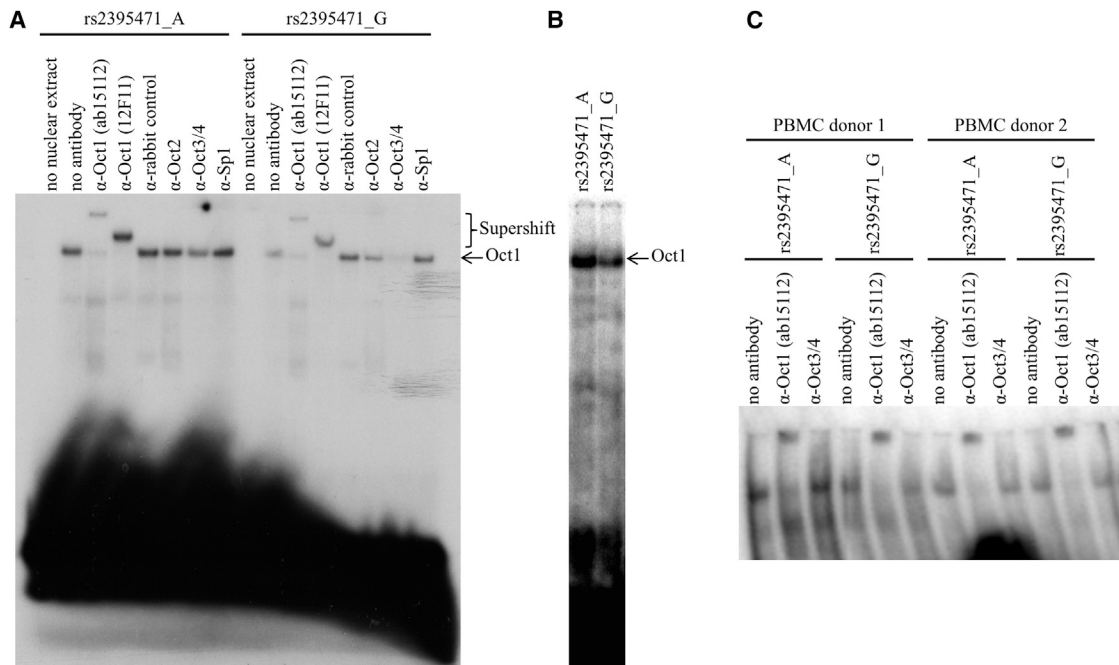 A
rs2395471_A
rs2395471_G
no nuclear extract
no antibody
α-Oct1 (ab15112)
α-Oct1 (12F11)
α-rabbit control
α-Oct2
α-Oct3/4
α-Sp1
no nuclear extract
no antibody
α-Oct1 (ab15112)
α-Oct1 (12F11)
α-rabbit control
α-Oct2
α-Oct3/4
α-Sp1
Supershift
Oct1
B
rs2395471_A
rs2395471_G
Oct1
C
PBMC donor 1
PBMC donor 2
rs2395471_A
rs2395471_G
rs2395471_A
rs2395471_G
no antibody
α-Oct1 (ab15112)
α-Oct3/4
no antibody
α-Oct1 (ab15112)
α-Oct3/4
no antibody
α-Oct1 (ab15112)
α-Oct3/4
no antibody
α-Oct1 (ab15112)
α-Oct3/4